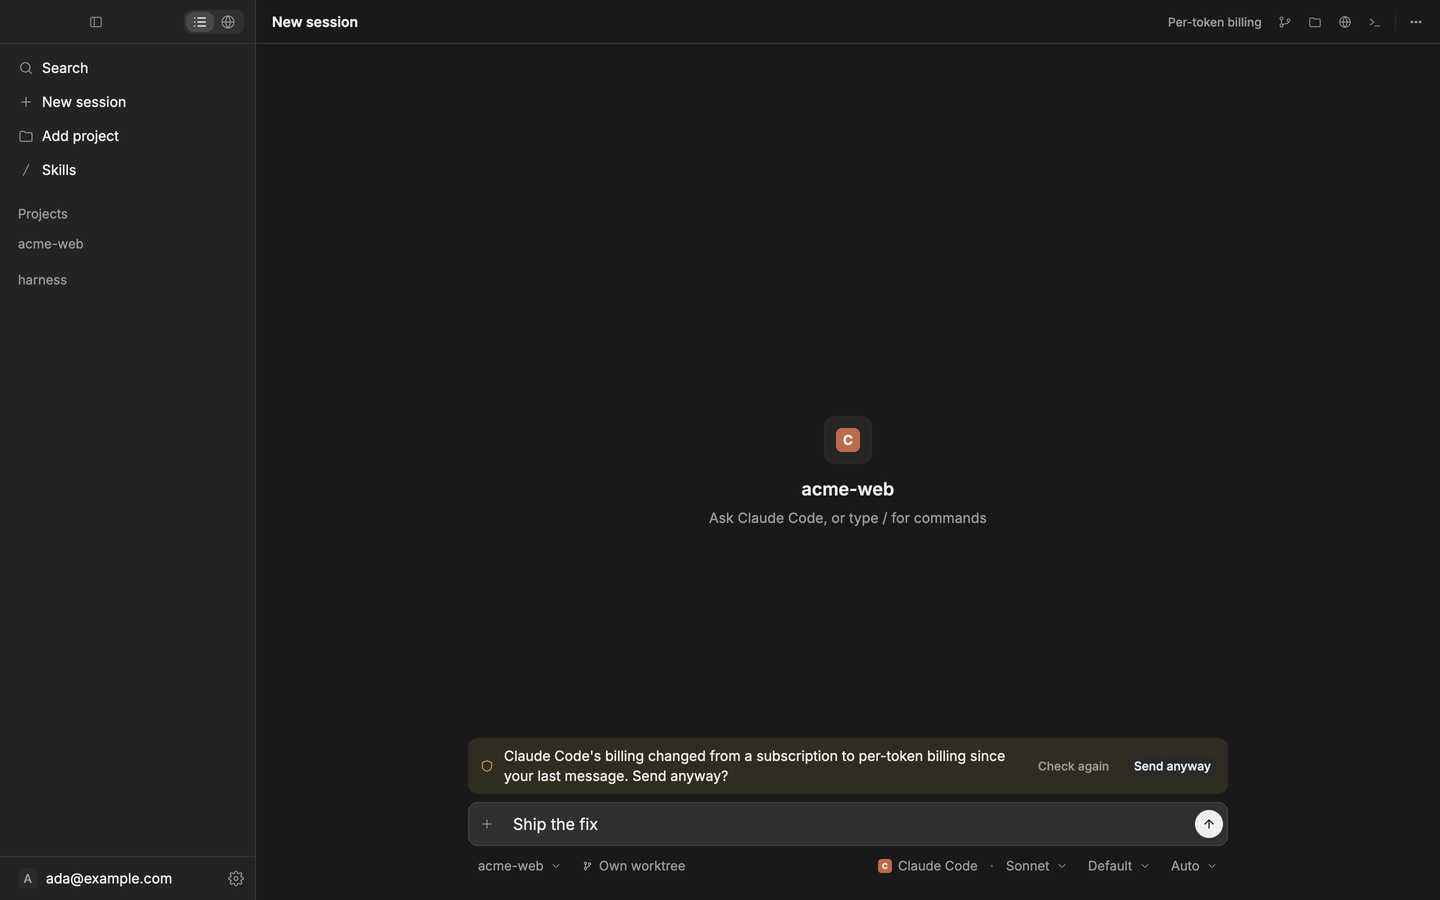 New session
Per-token billing
Search
New session
Add project
Skills
Projects
acme-web
harness
C
acme-web
Ask Claude Code, or type / for commands
Claude Code's billing changed from a subscription to per-token billing since
your last message. Send anyway?
Check again
Send anyway
Ship the fix
acme-web
Own worktree
C
Claude Code · Sonnet
Default
Auto
A
ada@example.com